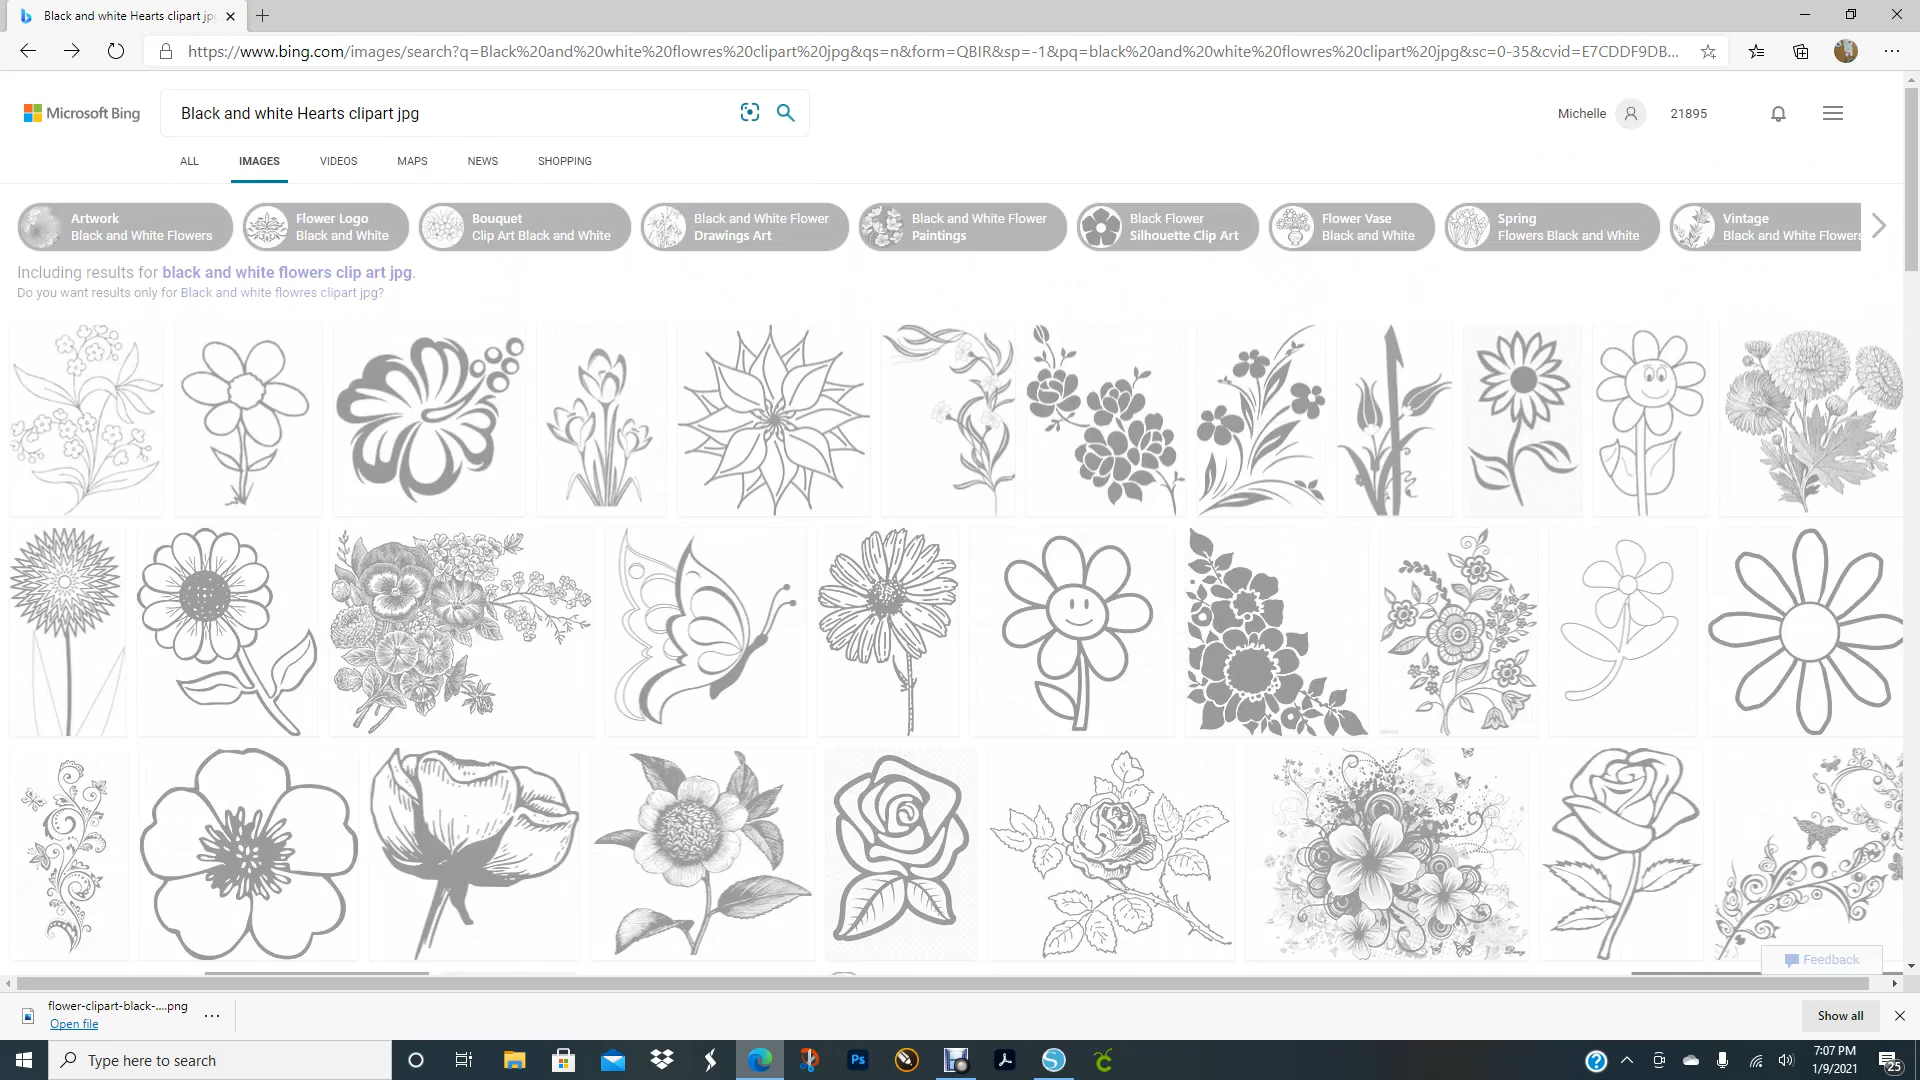 Black and white Hearts clipart jp
https://www.bing.com/images/search?q=Black%20and%20white%20flowres%20clipart%20jpg&qs=n&form=QBIR&sp=-1&pq=black%20and%20white%20flowres%20clipart%20jpg&sc=0-35&cvid=E7CDDF9DB...
Microsoft Bing
Black and white Hearts clipart jpg
Michelle
21895
ALL IMAGES VIDEOS MAPS NEWS SHOPPING
Artwork
Black and White Flowers
Flower Logo
Black and White
Bouquet
Clip Art Black and White
Black and White Flower
Drawings Art
Black and White Flower
Paintings
Black Flower
Silhouette Clip Art
Flower Vase
Black and White
Spring
Flowers Black and White
Vintage
Black and White Flowers
Including results for black and white flowers clip art jpg.
Do you want results only for Black and white flowres clipart jpg?
Feedback
flower-clipart-black-....png
Open file
Show all
Type here to search
Ps
7:07 PM
1/9/2021
25